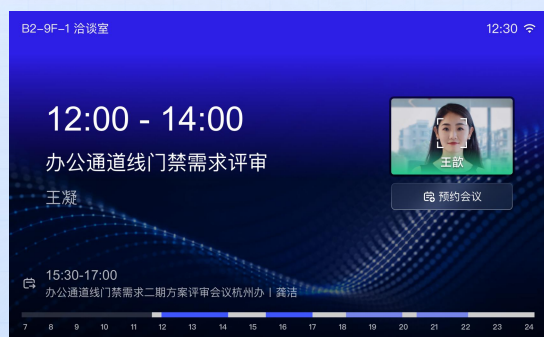 B2-9F-1 洽谈室
12:30
12:00 - 14:00
办公通道线门禁需求评审
王凝
王歆
预约会议
15:30-17:00
办公通道线门禁需求二期方案评审会议杭州办 | 龚洁
7 8 9 10 11 12 13 14 15 16 17 18 19 20 21 22 23 24